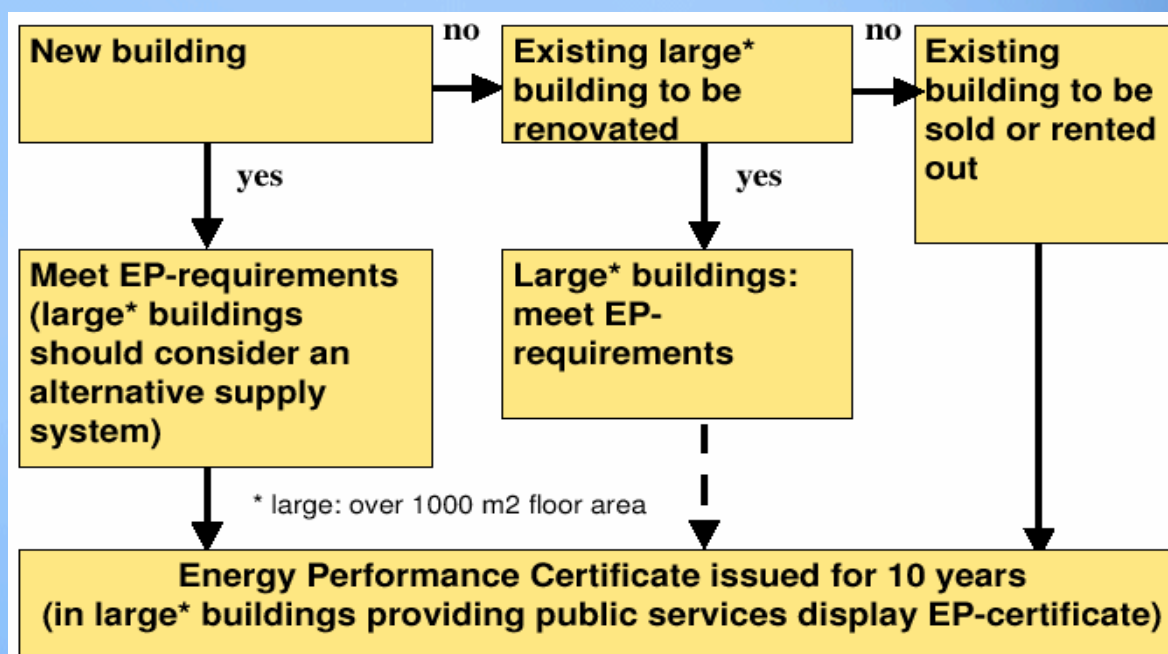 New building
no
Existing large*
building to be
renovated
no
Existing
building to be
sold or rented
out
yes
yes
Meet EP-requirements
(large* buildings
should consider an
alternative supply
system)
Large* buildings:
meet EP-
requirements
* large: over 1000 m2 floor area
Energy Performance Certificate issued for 10 years
(in large* buildings providing public services display EP-certificate)